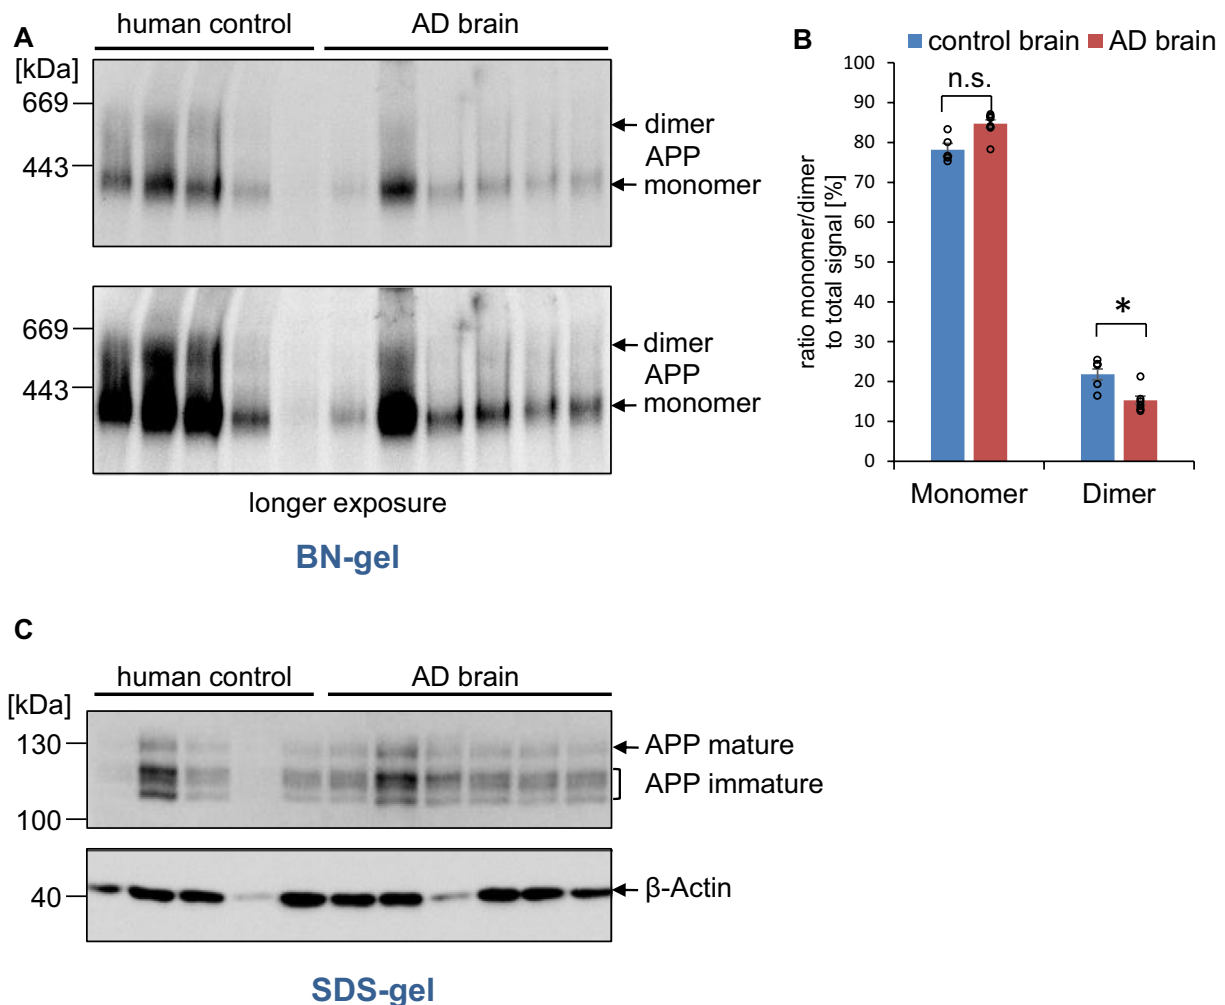 A
human control
AD brain
[kDa]
669
443
dimer
APP
monomer
669
443
dimer
APP
monomer
longer exposure
BN-gel
B
control brain
AD brain
ratio monomer/dimer
to total signal [%]
100
90
80
70
60
50
40
30
20
10
0
n.s.
*
Monomer
Dimer
C
human control
AD brain
[kDa]
130
100
APP mature
APP immature
40
β-Actin
SDS-gel